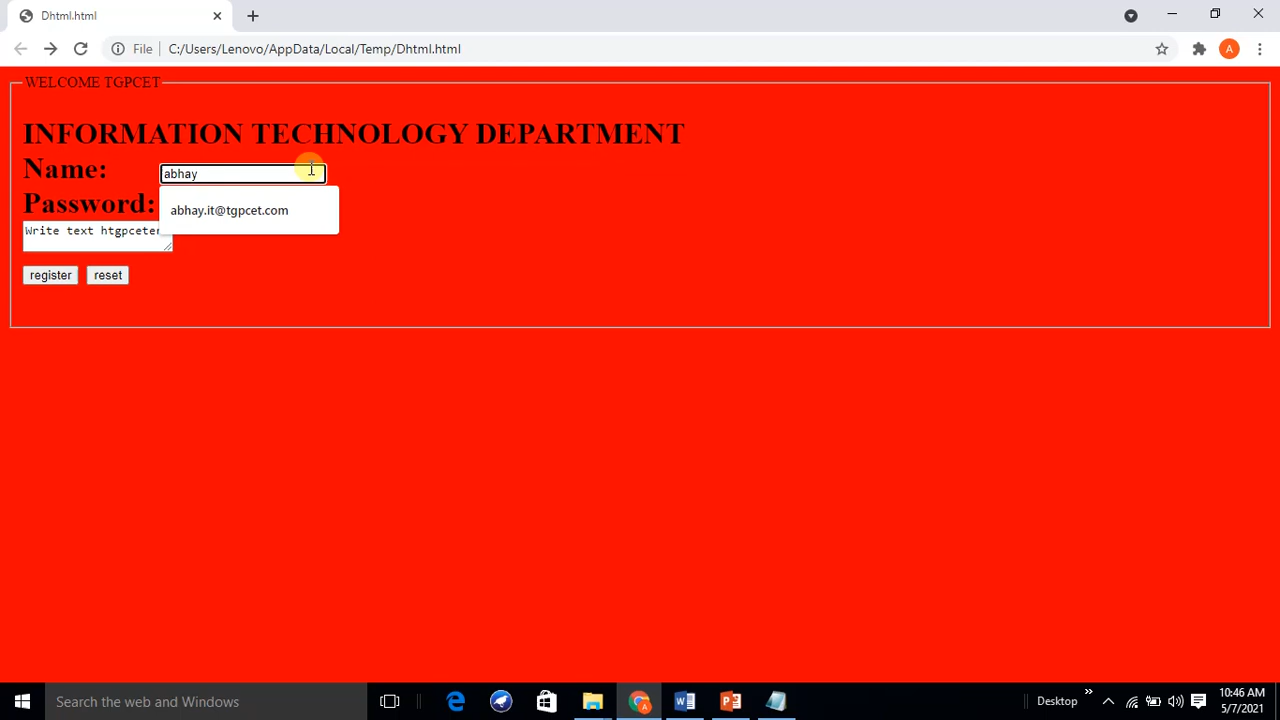 Dhtml.html
File C:/Users/Lenovo/AppData/Local/Temp/Dhtml.html
A
WELCOME TGPCET
INFORMATION TECHNOLOGY DEPARTMENT
Name: abhay
Password: abhay.it@tgpcet.com
Write text htgpceter
register reset
Search the web and Windows
Desktop
10:46 AM
5/7/2021